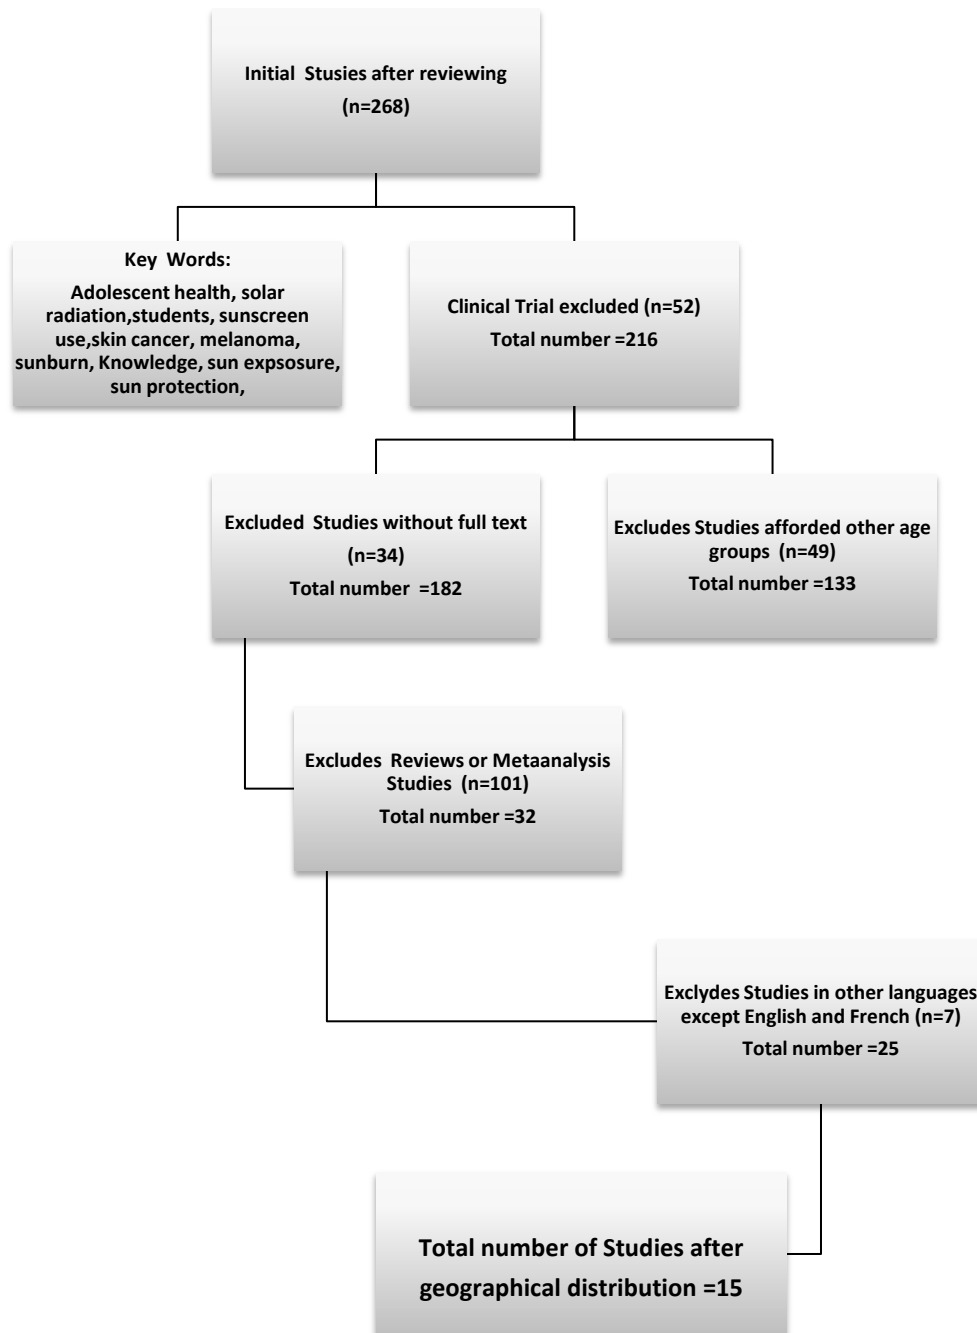 Initial Stusies after reviewing
(n=268)
Key Words:
Adolescent health, solar
radiation,students, sunscreen
use,skin cancer, melanoma,
sunburn, Knowledge, sun expsosure,
sun protection,
Clinical Trial excluded (n=52)
Total number =216
Excluded Studies without full text
(n=34)
Total number =182
Excludes Studies afforded other age
groups (n=49)
Total number =133
Excludes Reviews or Metaanalysis
Studies (n=101)
Total number =32
Exclydes Studies in other languages
except English and French (n=7)
Total number =25
Total number of Studies after
geographical distribution =15